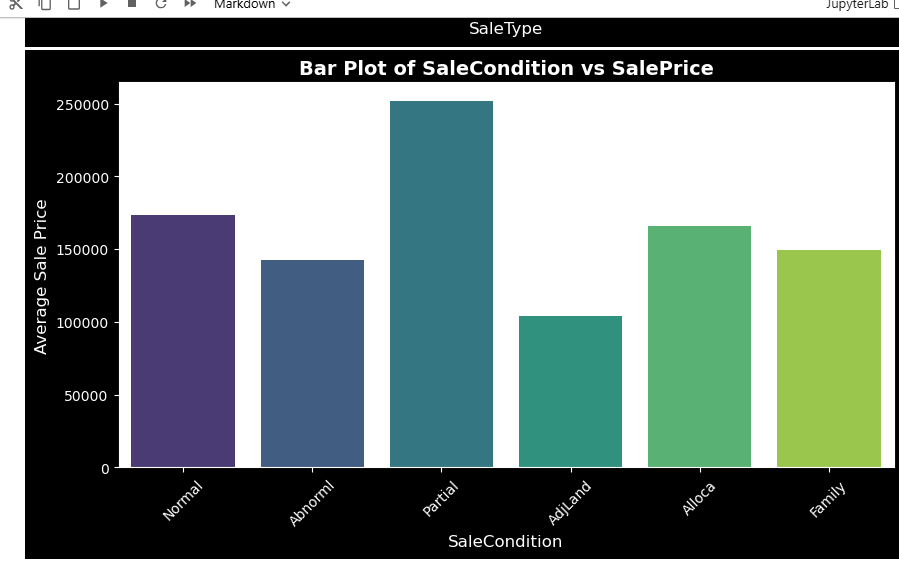 Markdown
JupyterLab
SaleType
Bar Plot of SaleCondition vs SalePrice
250000
200000
150000
100000
50000
0
Average Sale Price
Normal
Abnorml
Partial
AdjLand
Alloca
Family
SaleCondition